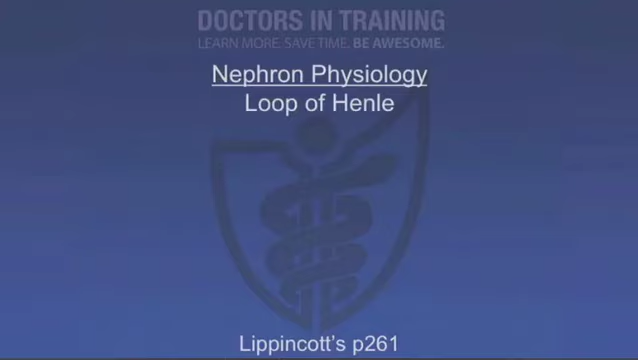 DOCTORS IN TRAINING
LEARN MORE. SAVE TIME. BE AWESOME.
Nephron Physiology
Loop of Henle
Lippincott's p261